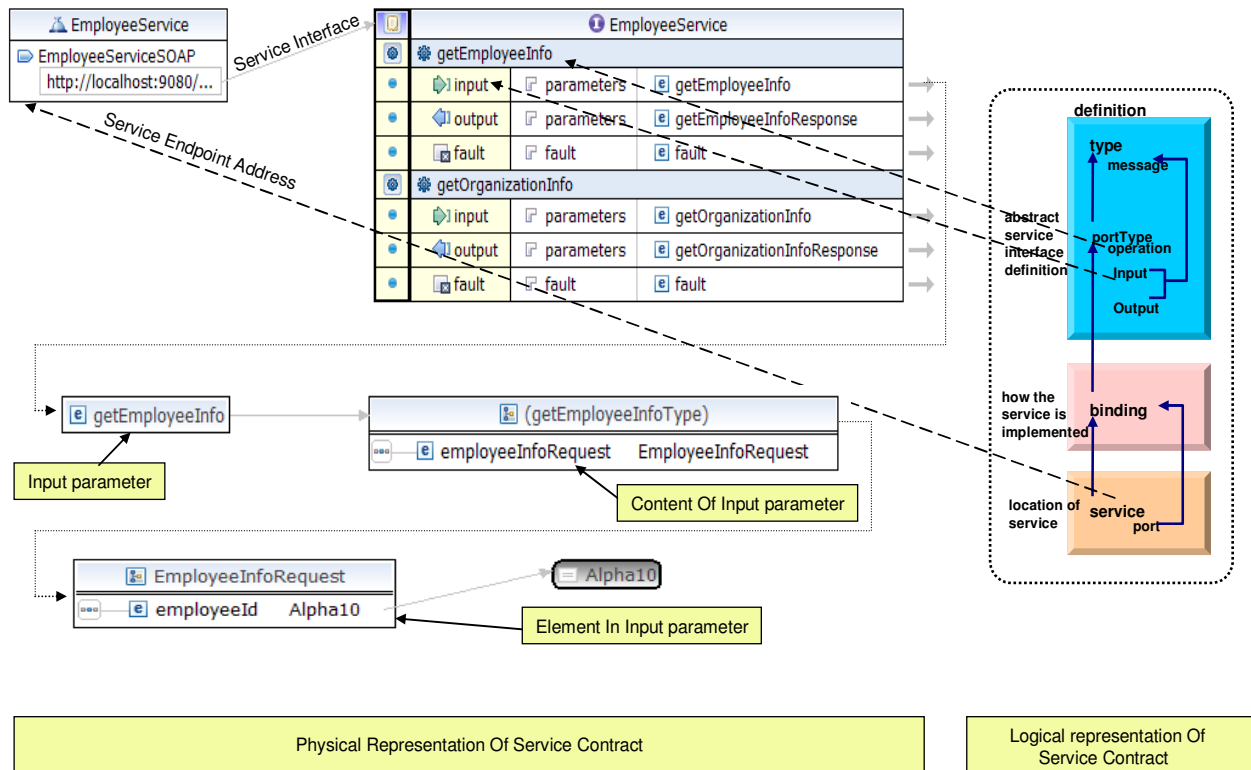 EmployeeService
EmployeeServiceSOAP
http://localhost:9080/...
Service Interface
EmployeeService
getEmployeeInfo
input parameters getEmployeeInfo
output parameters getEmployeeInfoResponse
fault fault fault
getOrganizationInfo
input parameters getOrganizationInfo
output parameters getOrganizationInfoResponse
fault fault fault
Service Endpoint Address
definition
type
message
abstract
service
interface
definition
portType
operation
Input
Output
how the
service is
implemented
binding
location of
service
service
port
getEmployeeInfo
(getEmployeeInfoType)
employeeInfoRequest EmployeeInfoRequest
Input parameter
Content Of Input parameter
EmployeeInfoRequest
employeeId Alpha10
Alpha10
Element In Input parameter
Physical Representation Of Service Contract
Logical representation Of
Service Contract